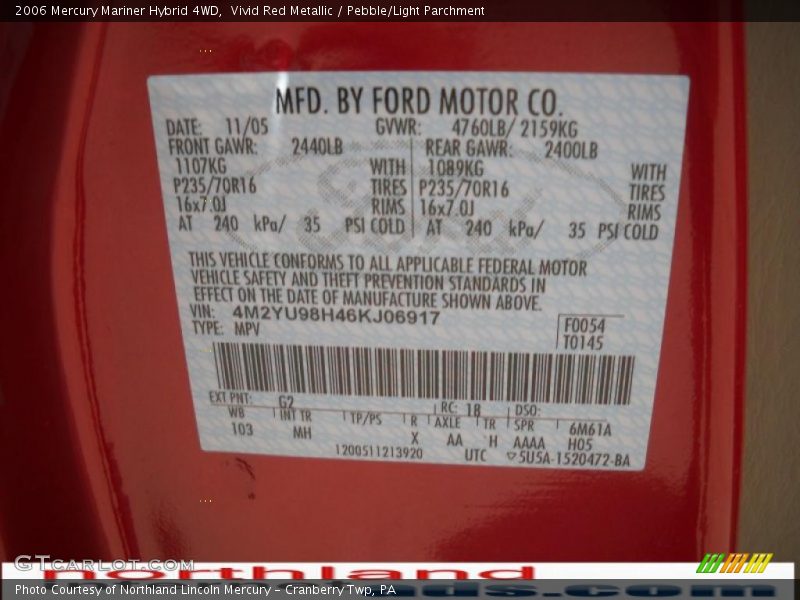 2006 Mercury Mariner Hybrid 4WD,  Vivid Red Metallic / Pebble/Light Parchment
MFD. BY FORD MOTOR CO.
DATE: 11/05 GVWR: 4760LB/ 2159KG
FRONT GAWR: 2440LB REAR GAWR: 2400LB
1107KG WITH 1089KG WITH
P235/70R16 TIRES P235/70R16 TIRES
16x7.0J RIMS 16x7.0J RIMS
AT 240 kPa/ 35 PSI COLD AT 240 kPa/ 35 PSI COLD
THIS VEHICLE CONFORMS TO ALL APPLICABLE FEDERAL MOTOR
VEHICLE SAFETY AND THEFT PREVENTION STANDARDS IN
EFFECT ON THE DATE OF MANUFACTURE SHOWN ABOVE.
VIN: 4M2YU98H46KJ06917
TYPE: MPV
F0054
T0145
EXT PNT: G2 RC: 18 DSO:
WB INT TR TP/PS R AXLE TR SPR 6M61A
103 MH X AA H AAAA H05
1200511213920 UTC 5U5A-1520472-BA
GTCARLOT.COM
northland
Photo Courtesy of Northland Lincoln Mercury - Cranberry Twp, PA